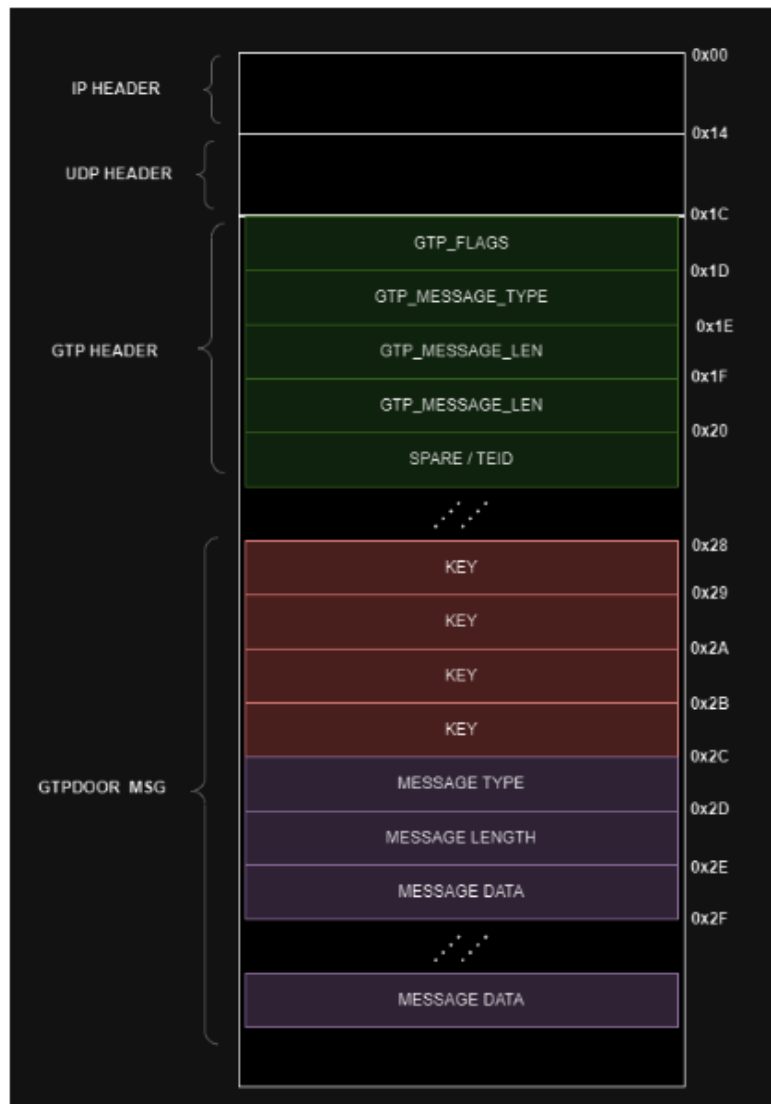 0x00
IP HEADER
0x14
UDP HEADER
0x1C
GTP_FLAGS
0x1D
GTP_MESSAGE_TYPE
0x1E
GTP HEADER
GTP_MESSAGE_LEN
0x1F
GTP_MESSAGE_LEN
0x20
SPARE / TEID
0x28
KEY
0x29
KEY
0x2A
KEY
0x2B
KEY
0x2C
MESSAGE TYPE
GTPDOOR MSG
0x2D
MESSAGE LENGTH
0x2E
MESSAGE DATA
0x2F
MESSAGE DATA